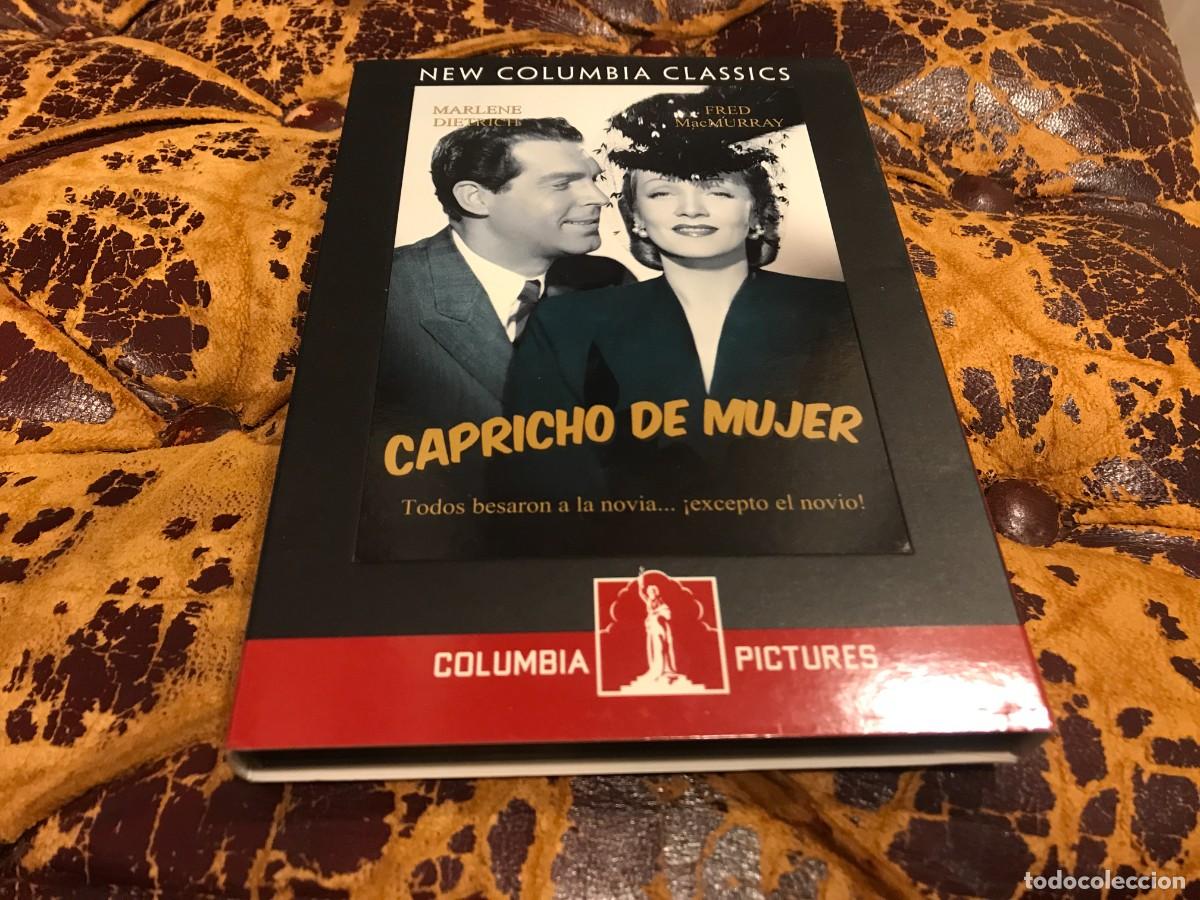 NEW COLUMBIA CLASSICS
MARLENE
DIETRICH
FRED
MacMURRAY
CAPRICHO DE MUJER
Todos besaron a la novia... ¡excepto el novio!
COLUMBIA PICTURES
todocoleccion